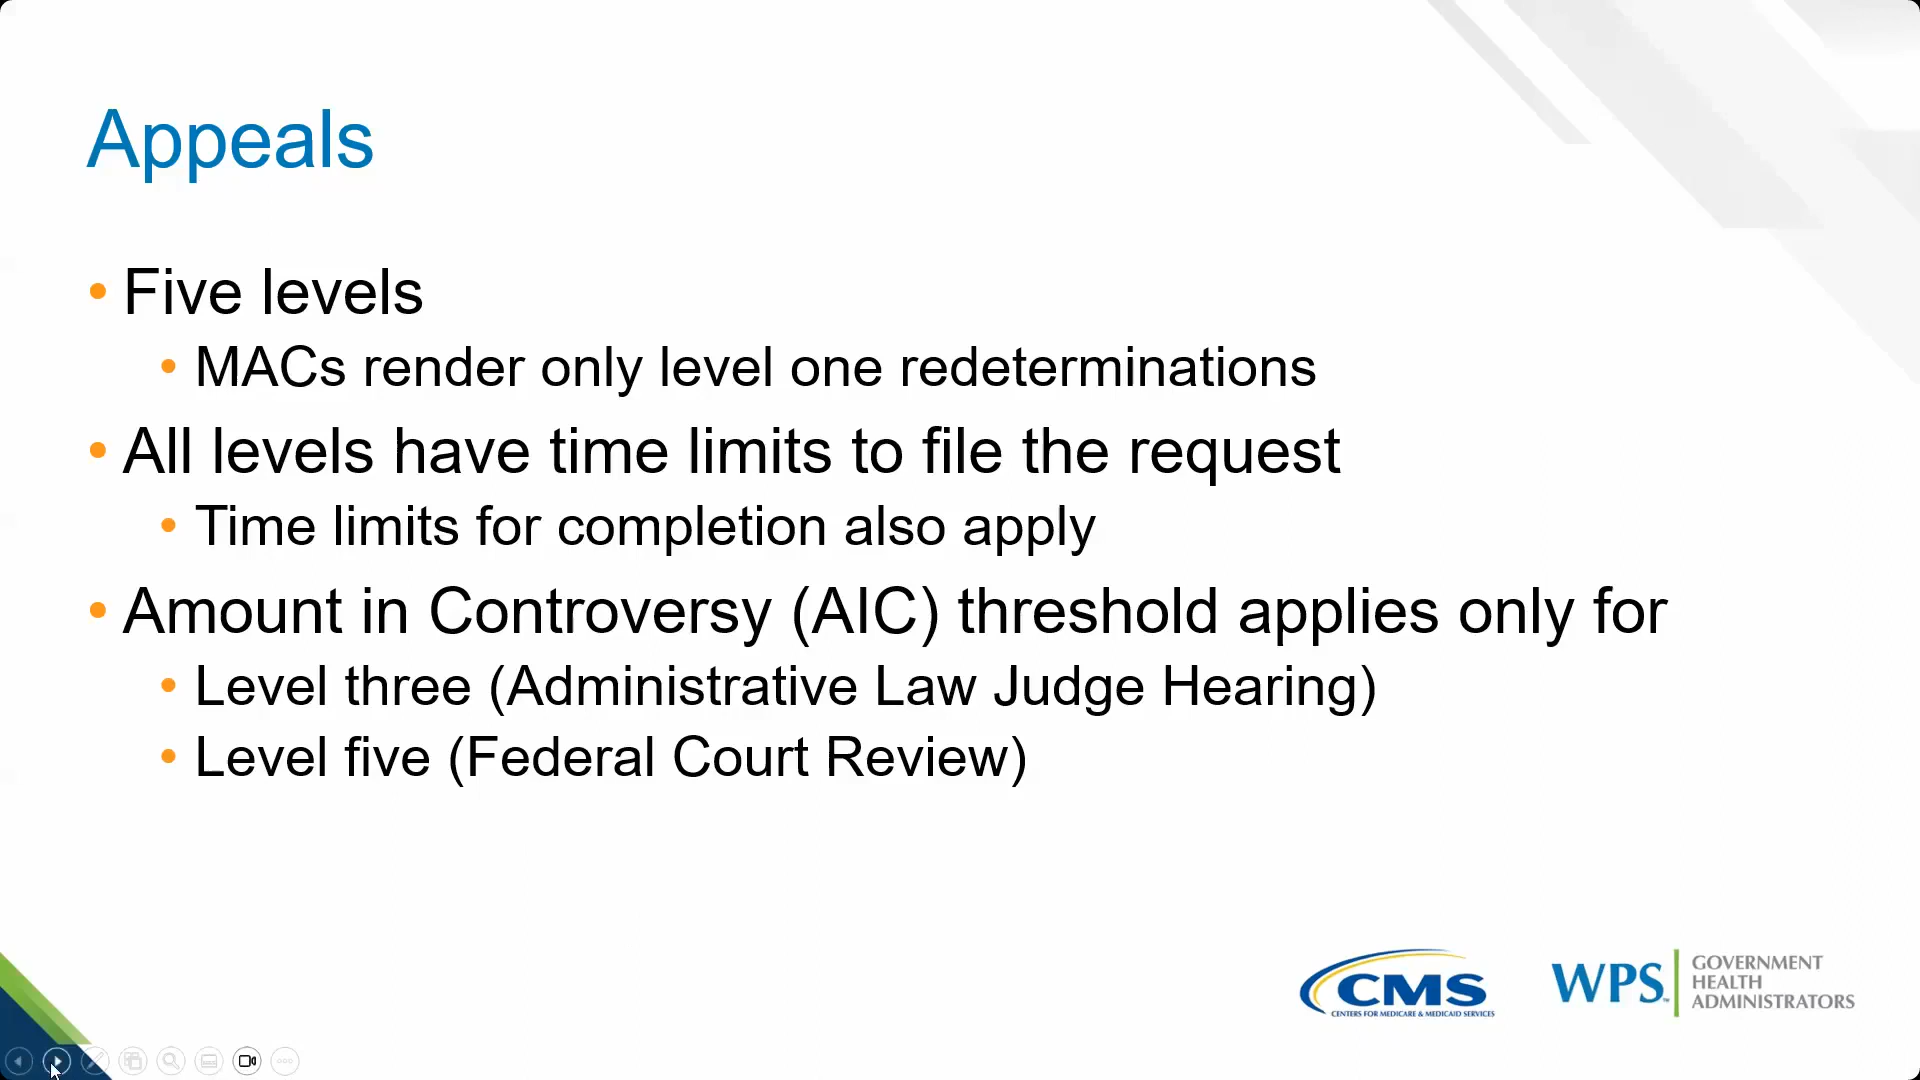 Appeals
• Five levels
• MACs render only level one redeterminations
• All levels have time limits to file the request
• Time limits for completion also apply
• Amount in Controversy (AIC) threshold applies only for
• Level three (Administrative Law Judge Hearing)
• Level five (Federal Court Review)
CMS
CENTERS FOR MEDICARE & MEDICAID SERVICES
WPS™
GOVERNMENT
HEALTH
ADMINISTRATORS